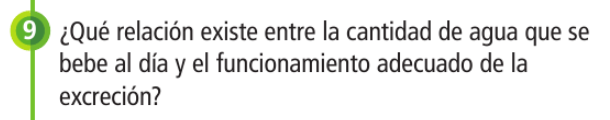 9 ¿Qué relación existe entre la cantidad de agua que se
bebe al día y el funcionamiento adecuado de la
excreción?